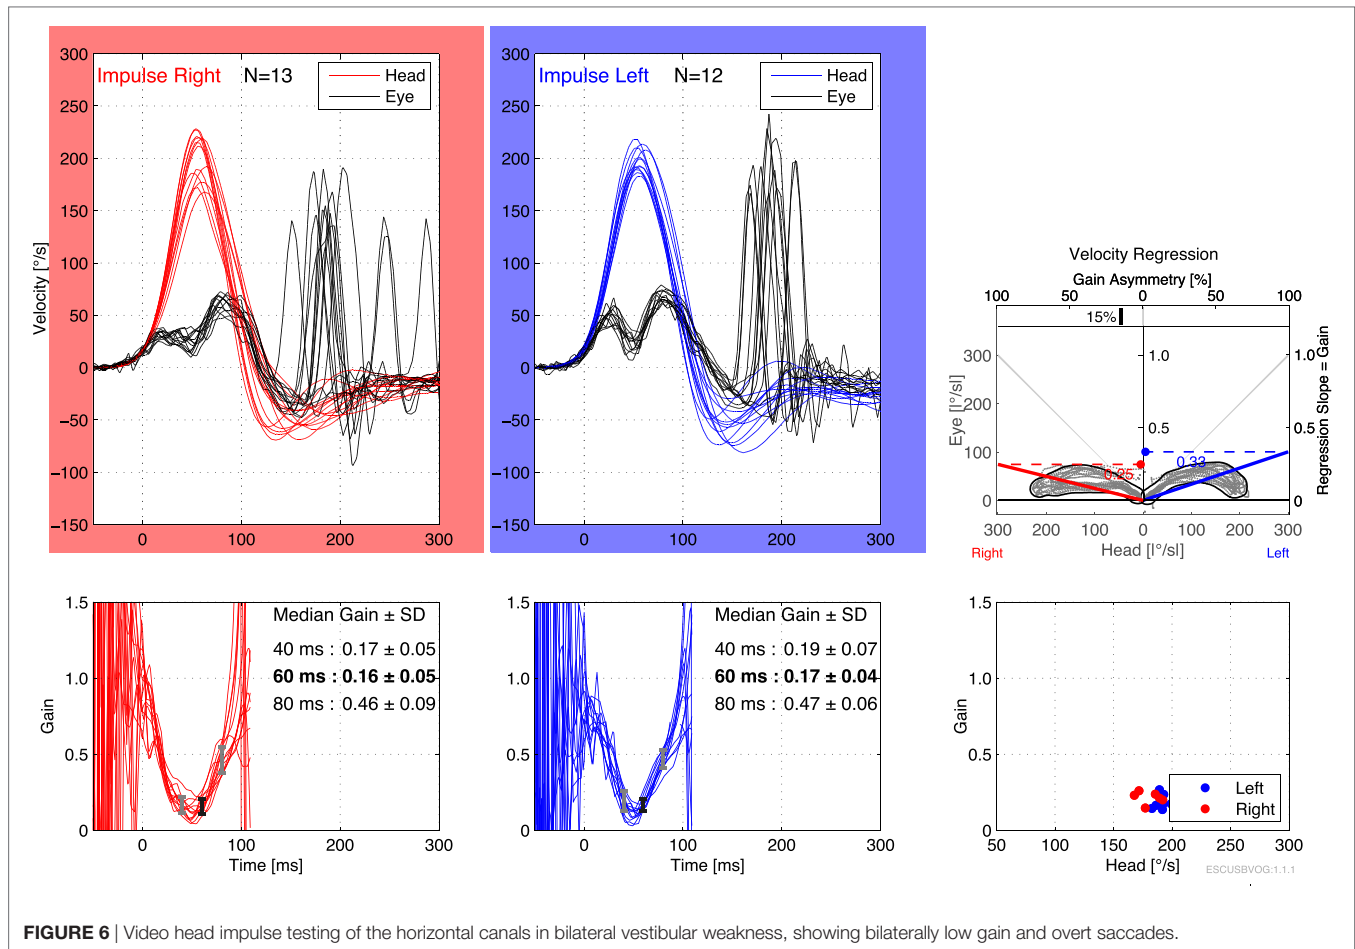 Impulse Right N=13
Head
Eye
300
250
200
150
100
50
0
−50
−100
−150
Velocity [°/s]
0 100 200 300
Impulse Left N=12
Head
Eye
300
250
200
150
100
50
0
−50
−100
−150
0 100 200 300
Velocity Regression
Gain Asymmetry [%]
100 50 0 50 100
15%
300
200
100
0
Eye [l°/sl]
1.0
0.5
0
1.0
0.5
0
Regression Slope = Gain
0.25
0.33
300 200 100 0 100 200 300
Right Head [l°/sl] Left
Median Gain ± SD
40 ms : 0.17 ± 0.05
60 ms : 0.16 ± 0.05
80 ms : 0.46 ± 0.09
1.5
1.0
0.5
0
Gain
0 100 200 300
Time [ms]
Median Gain ± SD
40 ms : 0.19 ± 0.07
60 ms : 0.17 ± 0.04
80 ms : 0.47 ± 0.06
1.5
1.0
0.5
0
0 100 200 300
Time [ms]
1.5
1.0
0.5
0
Gain
Left
Right
50 100 150 200 250 300
Head [°/s]
ESCUSBVOG:1.1.1
FIGURE 6 | Video head impulse testing of the horizontal canals in bilateral vestibular weakness, showing bilaterally low gain and overt saccades.